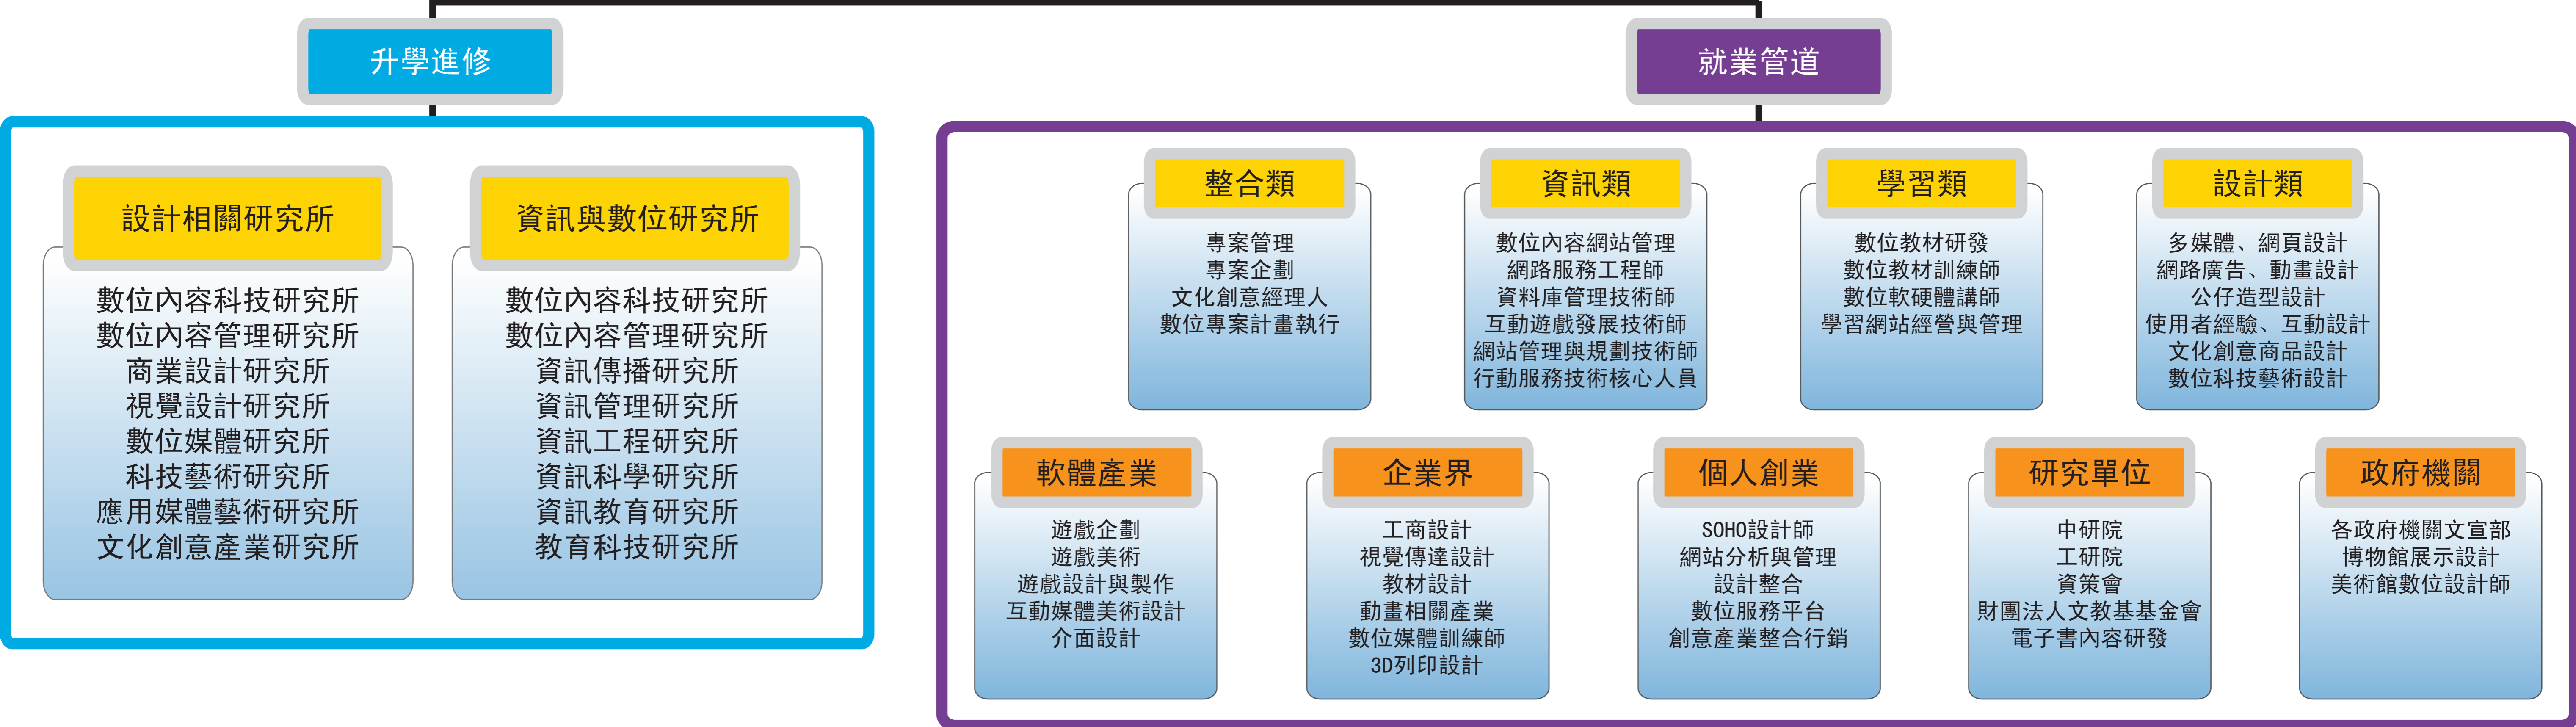 升學進修
就業管道
設計相關研究所
數位內容科技研究所
數位內容管理研究所
商業設計研究所
視覺設計研究所
數位媒體研究所
科技藝術研究所
應用媒體藝術研究所
文化創意產業研究所
資訊與數位研究所
數位內容科技研究所
數位內容管理研究所
資訊傳播研究所
資訊管理研究所
資訊工程研究所
資訊科學研究所
資訊教育研究所
教育科技研究所
整合類
專案管理
專案企劃
文化創意經理人
數位專案計畫執行
資訊類
數位內容網站管理
網路服務工程師
資料庫管理技術師
互動遊戲發展技術師
網站管理與規劃技術師
行動服務技術核心人員
學習類
數位教材研發
數位教材訓練師
數位軟硬體講師
學習網站經營與管理
設計類
多媒體、網頁設計
網路廣告、動畫設計
公仔造型設計
使用者經驗、互動設計
文化創意商品設計
數位科技藝術設計
軟體產業
遊戲企劃
遊戲美術
遊戲設計與製作
互動媒體美術設計
介面設計
企業界
工商設計
視覺傳達設計
教材設計
動畫相關產業
數位媒體訓練師
3D列印設計
個人創業
SOHO設計師
網站分析與管理
設計整合
數位服務平台
創意產業整合行銷
研究單位
中研院
工研院
資策會
財團法人文教基基金會
電子書內容研發
政府機關
各政府機關文宣部
博物館展示設計
美術館數位設計師